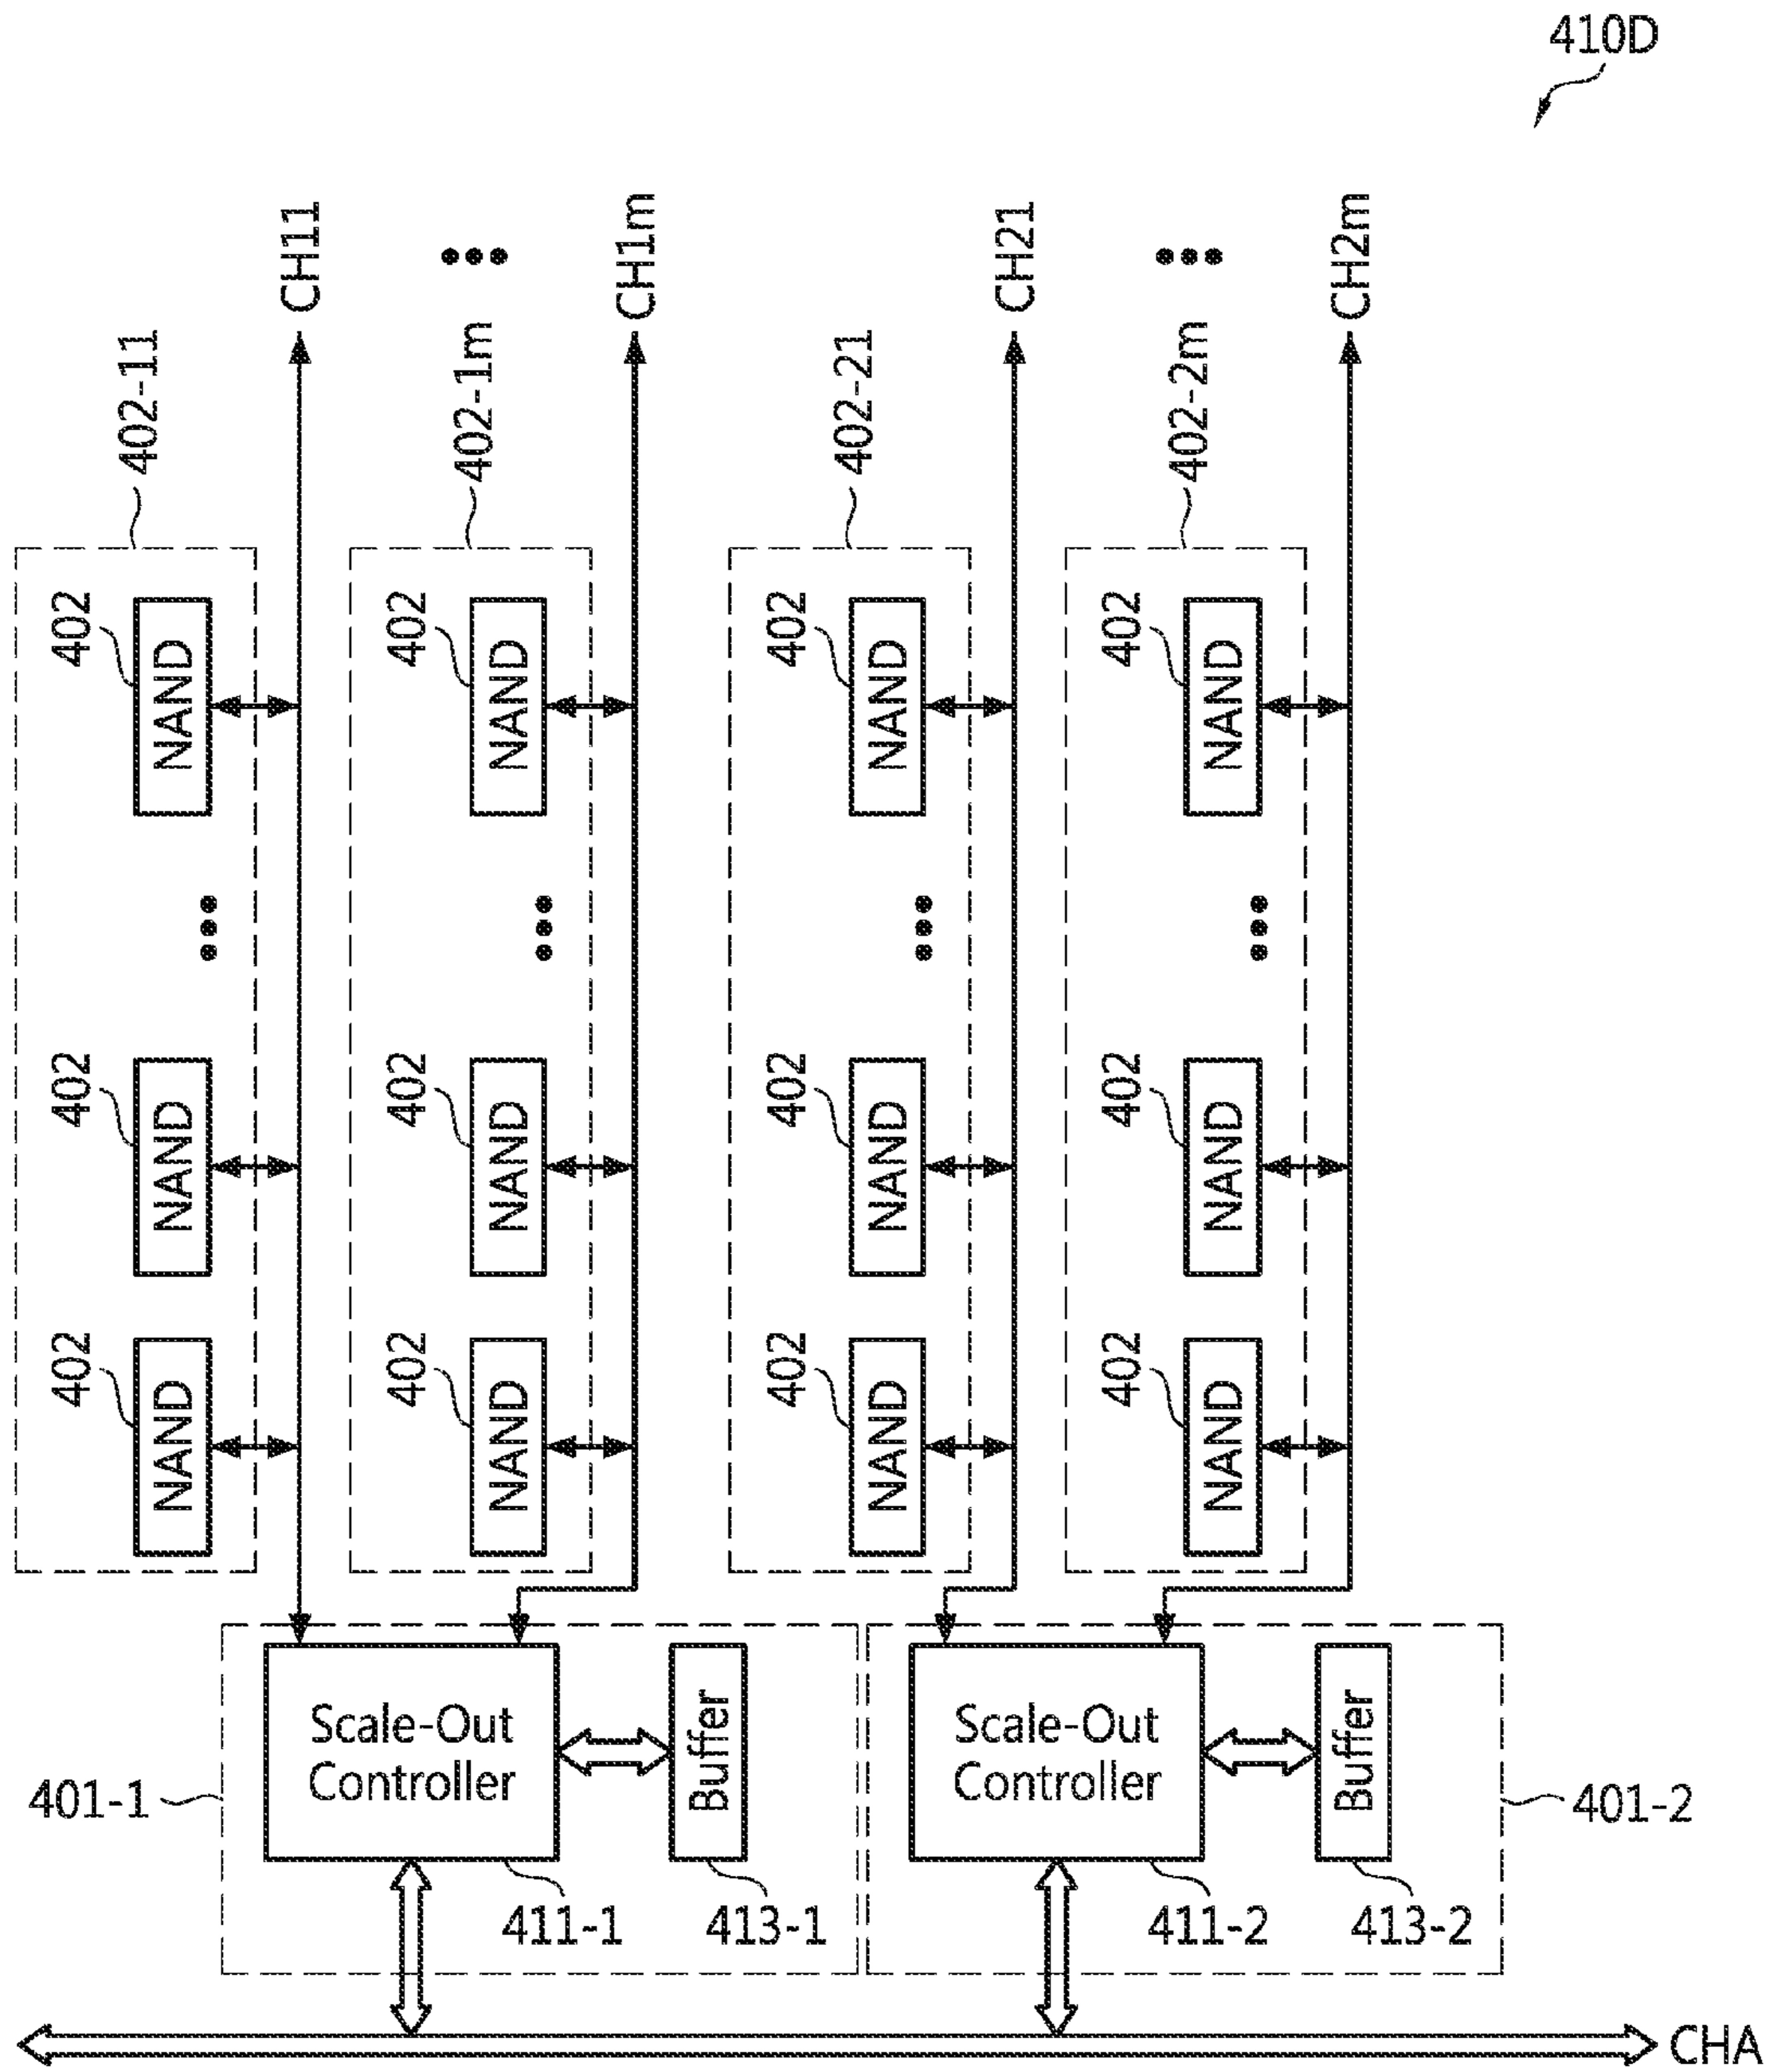 410D
CH11
CH1m
CH21
CH2m
402-11
402-1m
402-21
402-2m
402
NAND
402
NAND
402
NAND
402
NAND
402
NAND
402
NAND
402
NAND
402
NAND
402
NAND
402
NAND
402
NAND
402
NAND
Scale-Out
Controller
Buffer
Scale-Out
Controller
Buffer
401-1
401-2
411-1
413-1
411-2
413-2
CHA